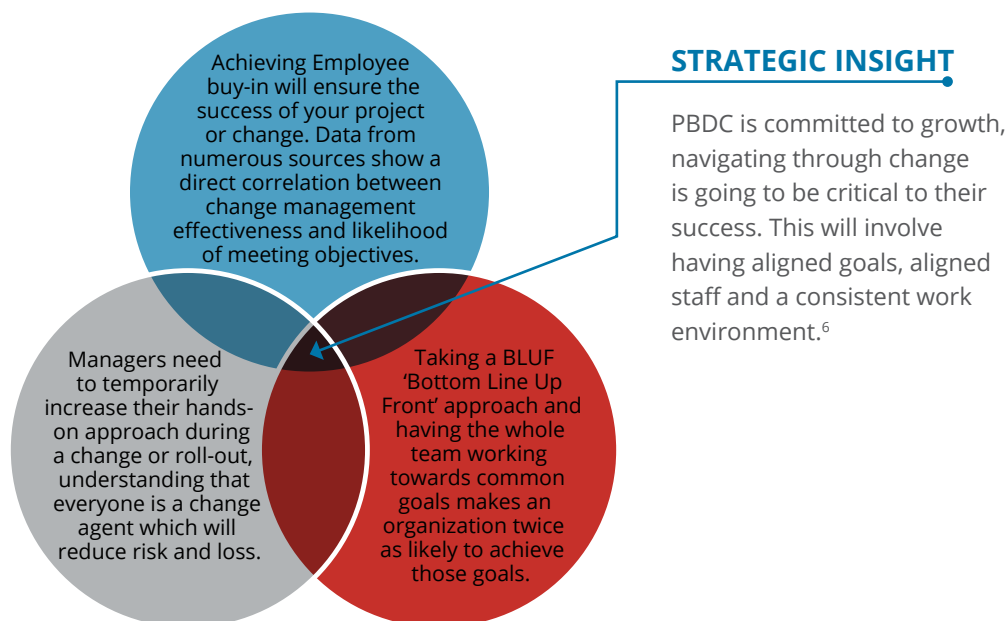 Achieving Employee
buy-in will ensure the
success of your project
or change. Data from
numerous sources show a
direct correlation between
change management
effectiveness and likelihood
of meeting objectives.
STRATEGIC INSIGHT
PBDC is committed to growth,
navigating through change
is going to be critical to their
success. This will involve
having aligned goals, aligned
staff and a consistent work
environment.6
Managers need
to temporarily
increase their hands-
on approach during
a change or roll-out,
understanding that
everyone is a change
agent which will
reduce risk and loss.
Taking a BLUF
‘Bottom Line Up
Front’ approach and
having the whole
team working
towards common
goals makes an
organization twice
as likely to achieve
those goals.